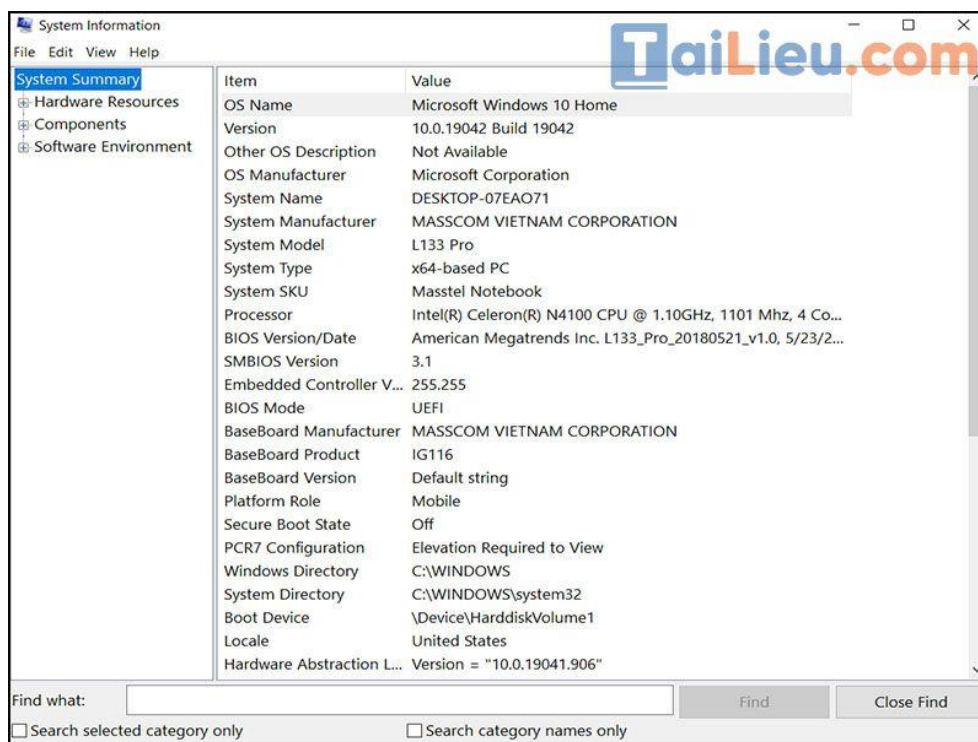 System Information
TaiLieu.com
File Edit View Help
System Summary
Hardware Resources
Components
Software Environment
Item Value
OS Name Microsoft Windows 10 Home
Version 10.0.19042 Build 19042
Other OS Description Not Available
OS Manufacturer Microsoft Corporation
System Name DESKTOP-07EAO71
System Manufacturer MASSCOM VIETNAM CORPORATION
System Model L133 Pro
System Type x64-based PC
System SKU Masstel Notebook
Processor Intel(R) Celeron(R) N4100 CPU @ 1.10GHz, 1101 Mhz, 4 Co...
BIOS Version/Date American Megatrends Inc. L133_Pro_20180521_v1.0, 5/23/2...
SMBIOS Version 3.1
Embedded Controller V... 255.255
BIOS Mode UEFI
BaseBoard Manufacturer MASSCOM VIETNAM CORPORATION
BaseBoard Product IG116
BaseBoard Version Default string
Platform Role Mobile
Secure Boot State Off
PCR7 Configuration Elevation Required to View
Windows Directory C:\WINDOWS
System Directory C:\WINDOWS\system32
Boot Device \Device\HarddiskVolume1
Locale United States
Hardware Abstraction L... Version = "10.0.19041.906"
Find what: Find Close Find
Search selected category only Search category names only